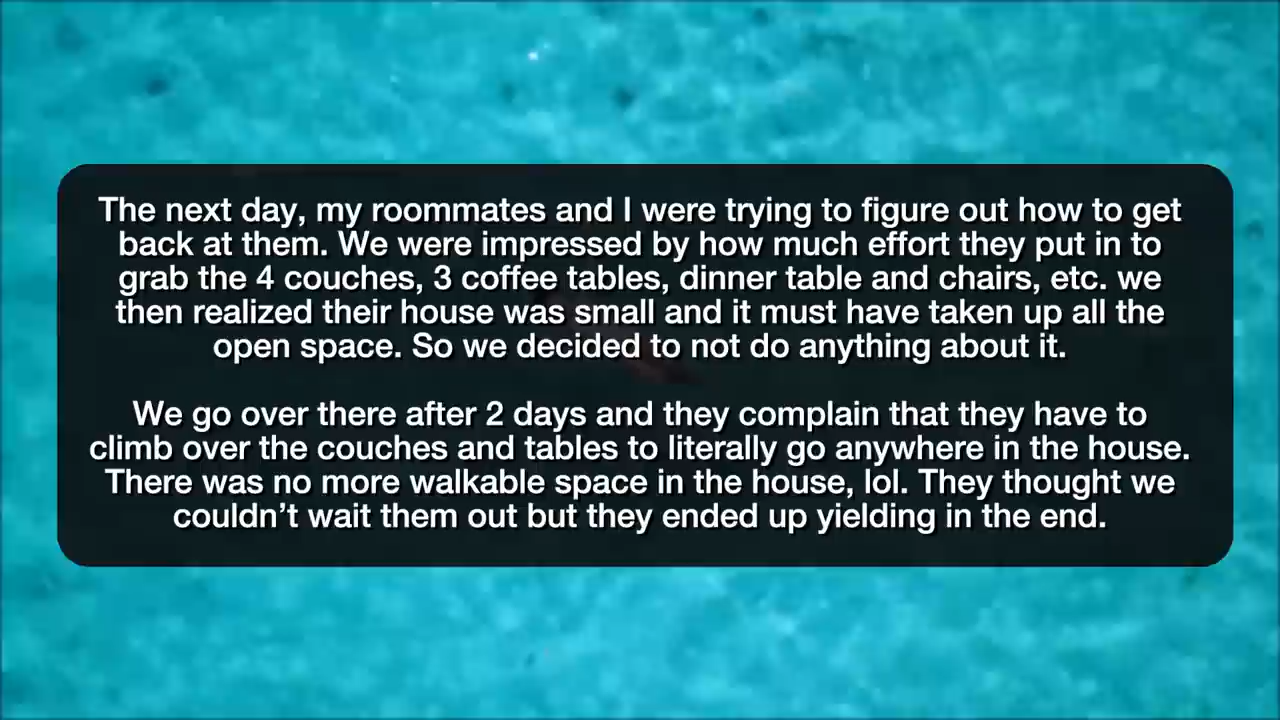 The next day, my roommates and I were trying to figure out how to get
back at them. We were impressed by how much effort they put in to
grab the 4 couches, 3 coffee tables, dinner table and chairs, etc. we
then realized their house was small and it must have taken up all the
open space. So we decided to not do anything about it.
We go over there after 2 days and they complain that they have to
climb over the couches and tables to literally go anywhere in the house.
There was no more walkable space in the house, lol. They thought we
couldn’t wait them out but they ended up yielding in the end.